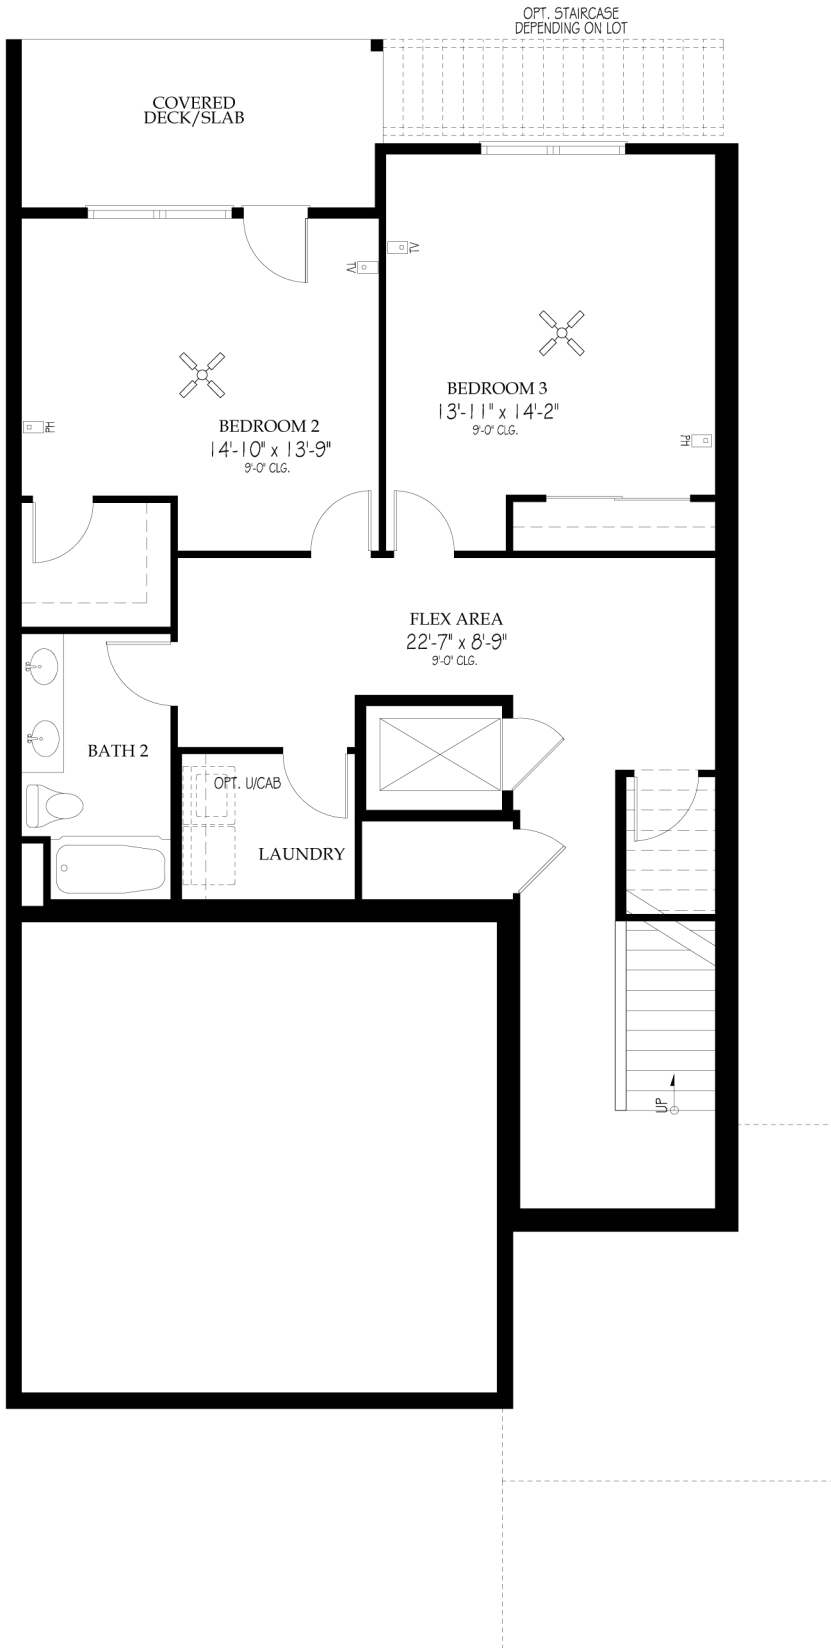 OPT. STAIRCASE
DEPENDING ON LOT
COVERED
DECK/SLAB
TV
TV
BEDROOM 3
13'-11" x 14'-2"
9'-0" CLG.
PH
BEDROOM 2
14'-10" x 13'-9"
9'-0" CLG.
PH
FLEX AREA
22'-7" x 8'-9"
9'-0" CLG.
BATH 2
OPT. U/CAB
LAUNDRY
UP